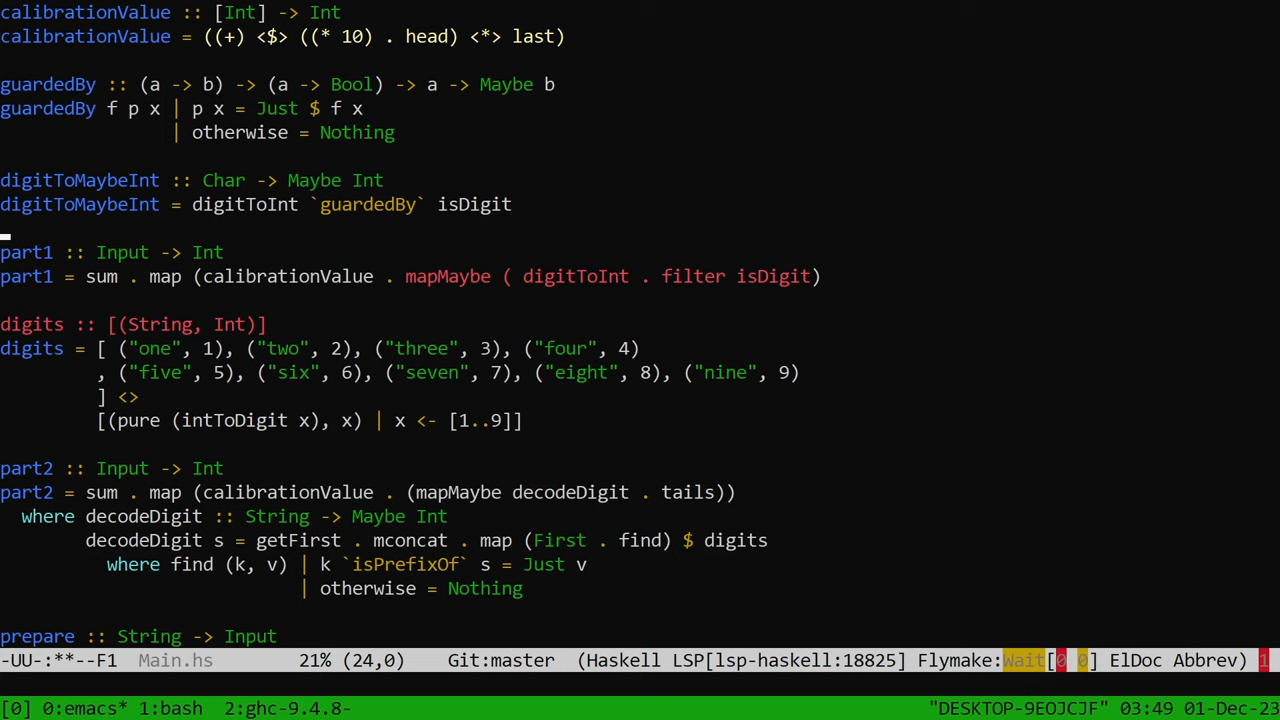 calibrationValue :: [Int] -> Int
calibrationValue = ((+) <$> ((* 10) . head) <*> last)
guardedBy :: (a -> b) -> (a -> Bool) -> a -> Maybe b
guardedBy f p x | p x = Just $ f x
| otherwise = Nothing
digitToMaybeInt :: Char -> Maybe Int
digitToMaybeInt = digitToInt `guardedBy` isDigit
part1 :: Input -> Int
part1 = sum . map (calibrationValue . mapMaybe ( digitToInt . filter isDigit)
digits :: [(String, Int)]
digits = [ ("one", 1), ("two", 2), ("three", 3), ("four", 4)
, ("five", 5), ("six", 6), ("seven", 7), ("eight", 8), ("nine", 9)
] <>
[(pure (intToDigit x), x) | x <- [1..9]]
part2 :: Input -> Int
part2 = sum . map (calibrationValue . (mapMaybe decodeDigit . tails))
where decodeDigit :: String -> Maybe Int
decodeDigit s = getFirst . mconcat . map (First . find) $ digits
where find (k, v) | k `isPrefixOf` s = Just v
| otherwise = Nothing
prepare :: String -> Input
-UU-:**--F1 Main.hs 21% (24,0) Git:master (Haskell LSP[lsp-haskell:18825] Flymake:Wait[0 0] ElDoc Abbrev) 1
[0] 0:emacs* 1:bash 2:ghc-9.4.8- "DESKTOP-9EOJCJF" 03:49 01-Dec-23